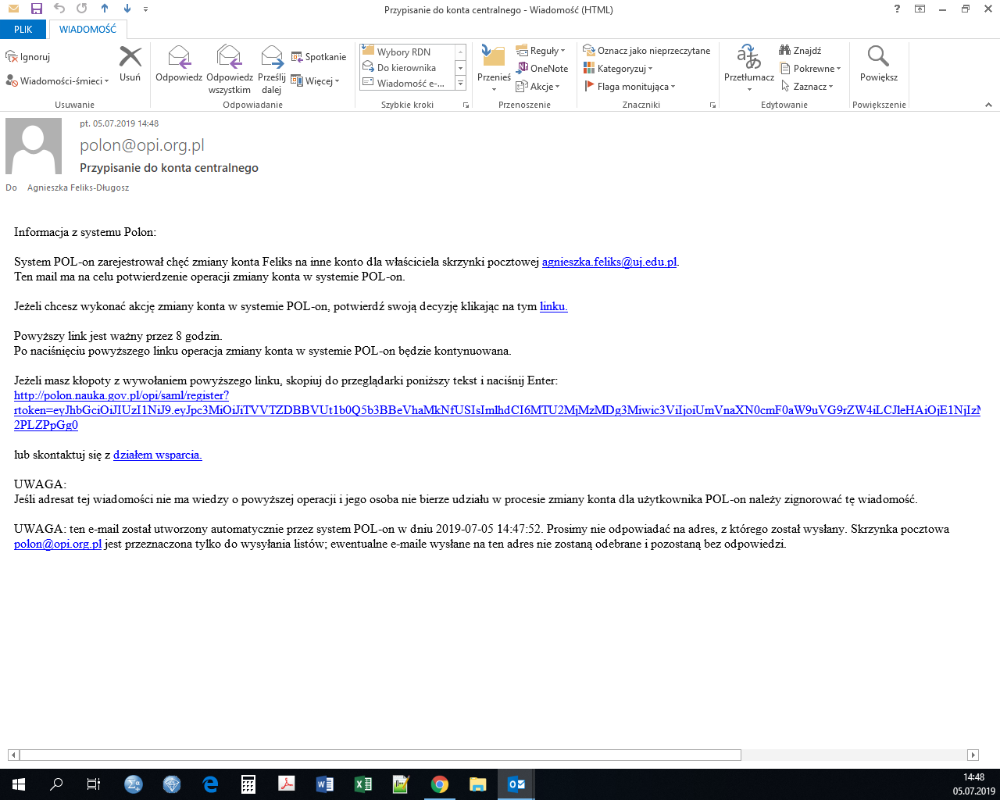 Przypisanie do konta centralnego - Wiadomość (HTML)
PLIK
WIADOMOŚĆ
Ignoruj
Wiadomości-śmieci
Usuń
Usuwanie
Odpowiedz
Odpowiedz wszystkim
Prześlij dalej
Spotkanie
Więcej
Odpowiadanie
Wybory RDN
Do kierownika
Wiadomość e-...
Szybkie kroki
Przenieś
Reguły
OneNote
Akcje
Przenoszenie
Oznacz jako nieprzeczytane
Kategoryzuj
Flaga monitująca
Znaczniki
Przetłumacz
Znajdź
Pokrewne
Zaznacz
Edytowanie
Powiększ
Powiększenie
pt. 05.07.2019 14:48
polon@opi.org.pl
Przypisanie do konta centralnego
Do Agnieszka Feliks-Długosz
Informacja z systemu Polon:
System POL-on zarejestrował chęć zmiany konta Feliks na inne konto dla właściciela skrzynki pocztowej agnieszka.feliks@uj.edu.pl.
Ten mail ma na celu potwierdzenie operacji zmiany konta w systemie POL-on.
Jeżeli chcesz wykonać akcję zmiany konta w systemie POL-on, potwierdź swoją decyzję klikając na tym linku.
Powyższy link jest ważny przez 8 godzin.
Po naciśnięciu powyższego linku operacja zmiany konta w systemie POL-on będzie kontynuowana.
Jeżeli masz kłopoty z wywołaniem powyższego linku, skopiuj do przeglądarki poniższy tekst i naciśnij Enter:
http://polon.nauka.gov.pl/opi/saml/register?
rtoken=eyJhbGciOiJIUzI1NiJ9.eyJpc3MiOiJiTVVTZDBBVUt1b0Q5b3BBeVhaMkNfUSIsImlhdCI6MTU2MjMzMDg3Miwic3ViIjoiUmVnaXN0cmF0aW9uVG9rZW4iLCJleHAiOjE1NjIzM
2PLZPpGg0
lub skontaktuj się z działem wsparcia.
UWAGA:
Jeśli adresat tej wiadomości nie ma wiedzy o powyższej operacji i jego osoba nie bierze udziału w procesie zmiany konta dla użytkownika POL-on należy zignorować tę wiadomość.
UWAGA: ten e-mail został utworzony automatycznie przez system POL-on w dniu 2019-07-05 14:47:52. Prosimy nie odpowiadać na adres, z którego został wysłany. Skrzynka pocztowa
polon@opi.org.pl jest przeznaczona tylko do wysyłania listów; ewentualne e-maile wysłane na ten adres nie zostaną odebrane i pozostaną bez odpowiedzi.
14:48
05.07.2019